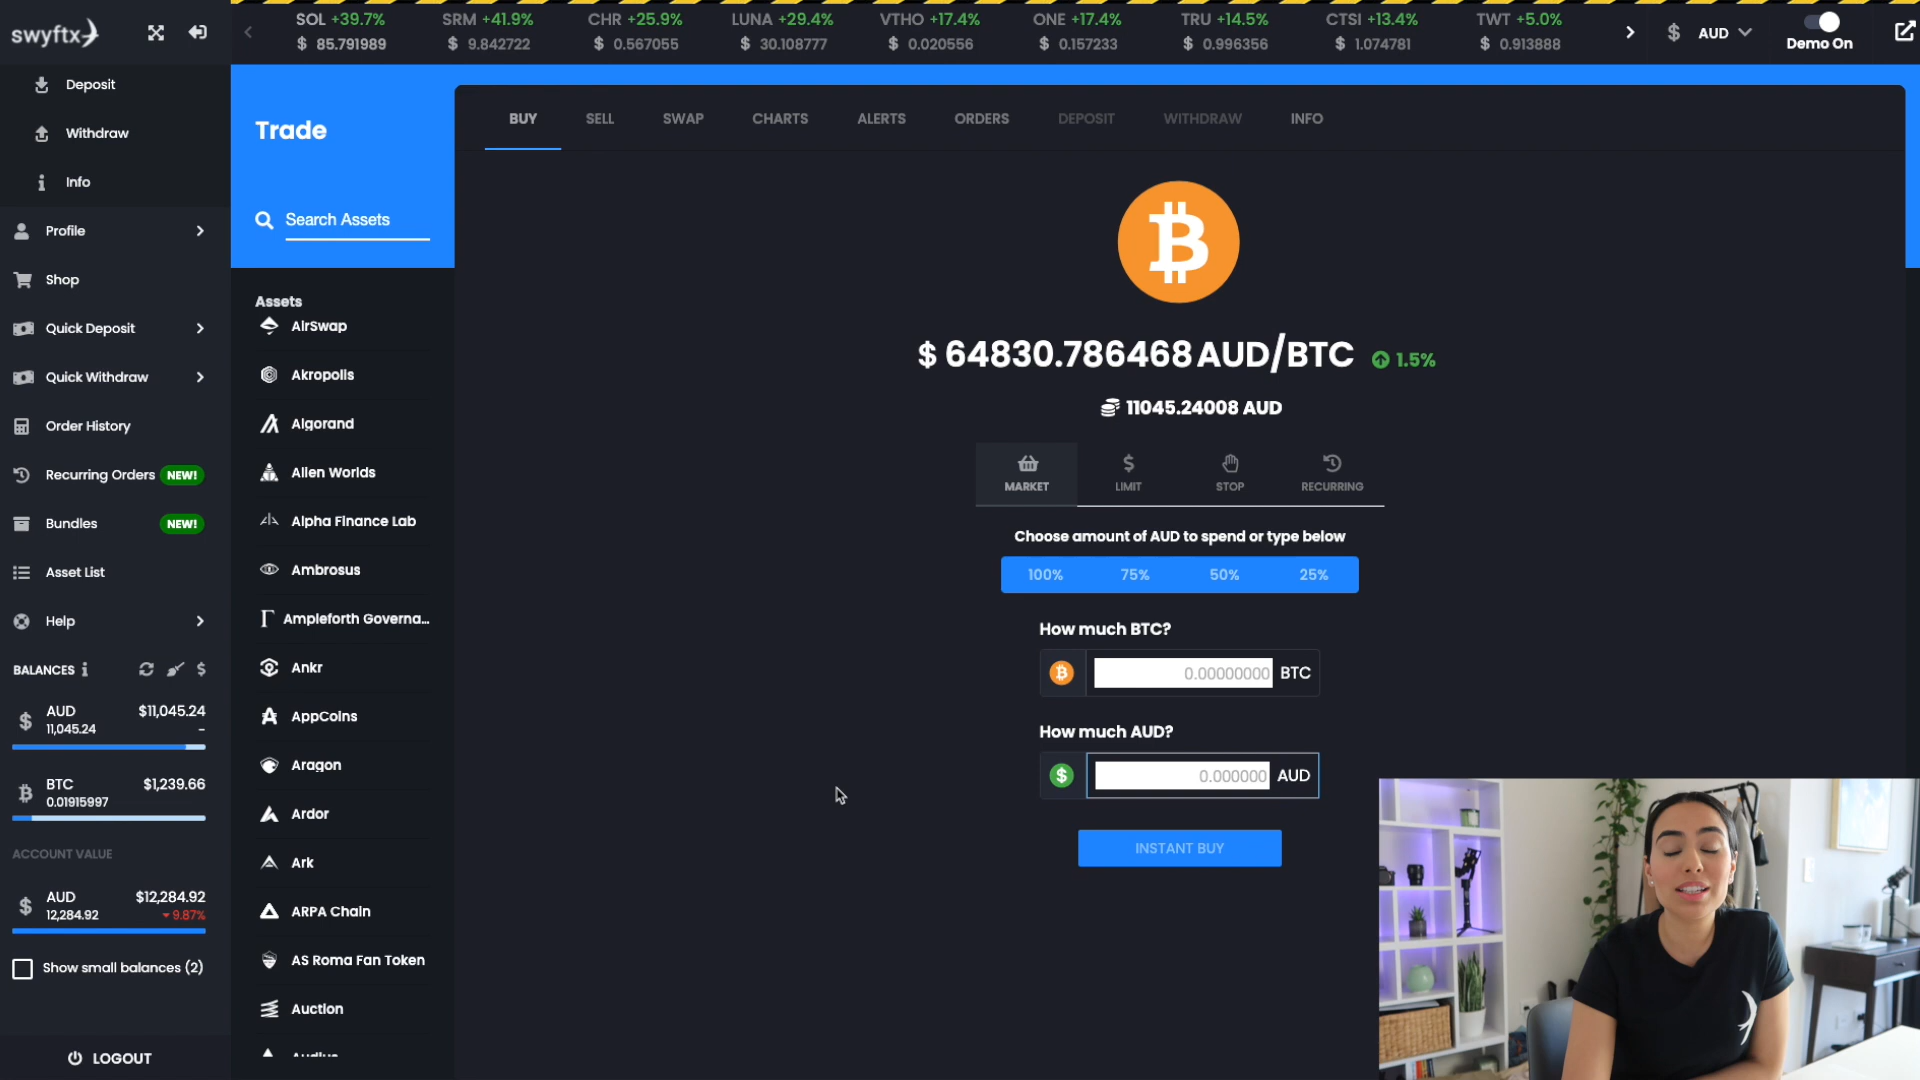 swyftx
SOL +39.7%
$ 85.791989
SRM +41.9%
$ 9.842722
CHR +25.9%
$ 0.567055
LUNA +29.4%
$ 30.108777
VTHO +17.4%
$ 0.020556
ONE +17.4%
$ 0.157233
TRU +14.5%
$ 0.996356
CTSI +13.4%
$ 1.074781
TWT +5.0%
$ 0.913888
$ AUD
Demo On
Deposit
Withdraw
Info
Profile
Shop
Quick Deposit
Quick Withdraw
Order History
Recurring Orders NEW!
Bundles NEW!
Asset List
Help
BALANCES
AUD $11,045.24
11,045.24 -
BTC $1,239.66
0.01915997
ACCOUNT VALUE
AUD $12,284.92
12,284.92 9.87%
Show small balances (2)
LOGOUT
Trade
Search Assets
Assets
AirSwap
Akropolis
Algorand
Alien Worlds
Alpha Finance Lab
Ambrosus
Ampleforth Governa...
Ankr
AppCoins
Aragon
Ardor
Ark
ARPA Chain
AS Roma Fan Token
Auction
BUY SELL SWAP CHARTS ALERTS ORDERS DEPOSIT WITHDRAW INFO
$ 64830.786468 AUD/BTC 1.5%
11045.24008 AUD
MARKET LIMIT STOP RECURRING
Choose amount of AUD to spend or type below
100% 75% 50% 25%
How much BTC?
0.00000000 BTC
How much AUD?
0.000000 AUD
INSTANT BUY